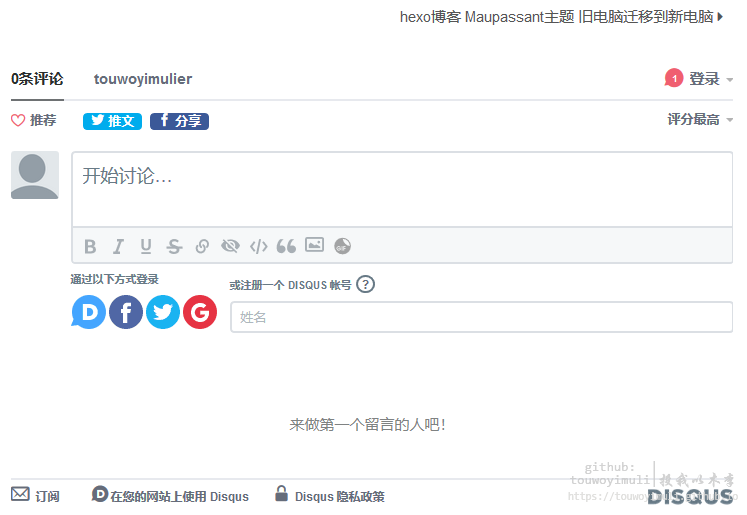 hexo博客 Maupassant主题 旧电脑迁移到新电脑
0条评论 touwoyimulier 1 登录
推荐 推文 分享 评分最高
开始讨论...
B I U S </> GIF
通过以下方式登录 或注册一个 DISQUS 帐号 ?
D f G 姓名
来做第一个留言的人吧!
github:
touwoyimuli
订阅 D 在您的网站上使用 Disqus Disqus 隐私政策 DISQUS